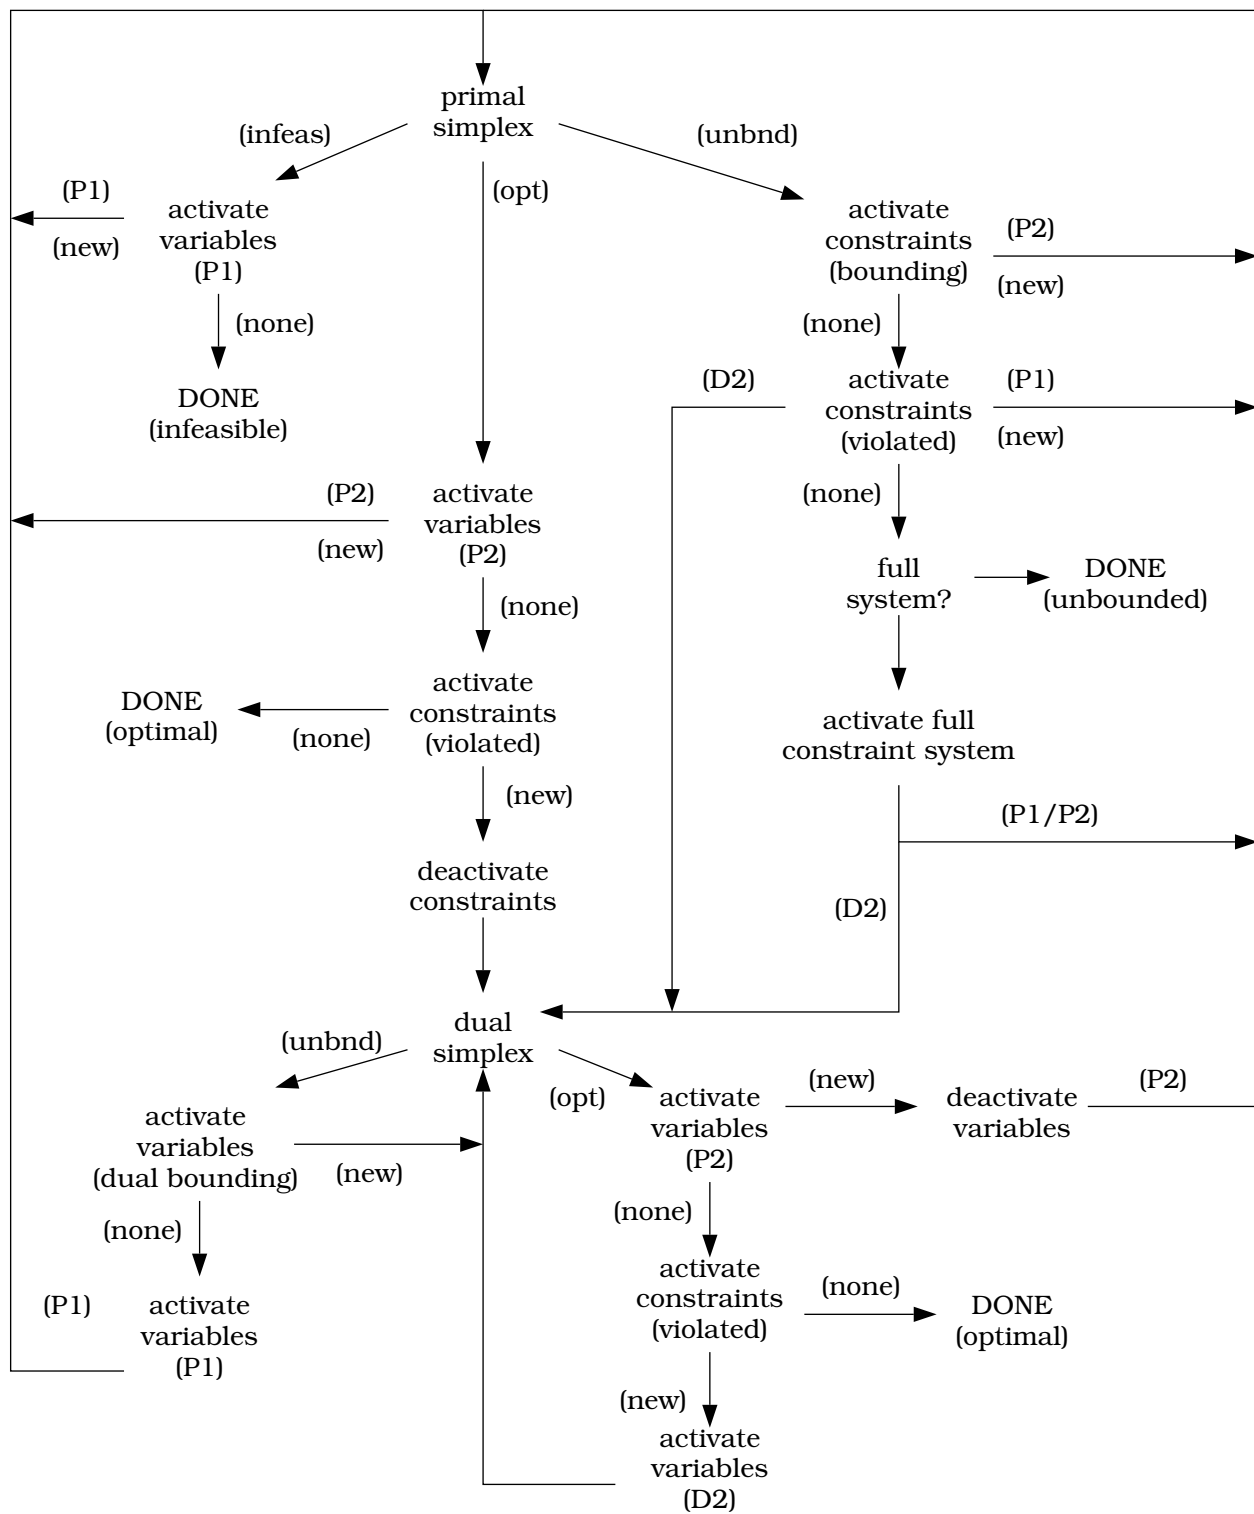 primal
simplex
(infeas)
(unbnd)
(opt)
(P1)
(new)
activate
variables
(P1)
(none)
DONE
(infeasible)
activate
constraints
(bounding)
(P2)
(new)
(none)
(D2)
activate
constraints
(violated)
(P1)
(new)
(none)
full
system?
DONE
(unbounded)
activate full
constraint system
(P1/P2)
(D2)
(P2)
(new)
activate
variables
(P2)
(none)
activate
constraints
(violated)
(none)
DONE
(optimal)
(new)
deactivate
constraints
dual
simplex
(unbnd)
(opt)
activate
variables
(dual bounding)
(new)
(none)
(P1)
activate
variables
(P1)
activate
variables
(P2)
(new)
deactivate
variables
(P2)
(none)
activate
constraints
(violated)
(none)
DONE
(optimal)
(new)
activate
variables
(D2)